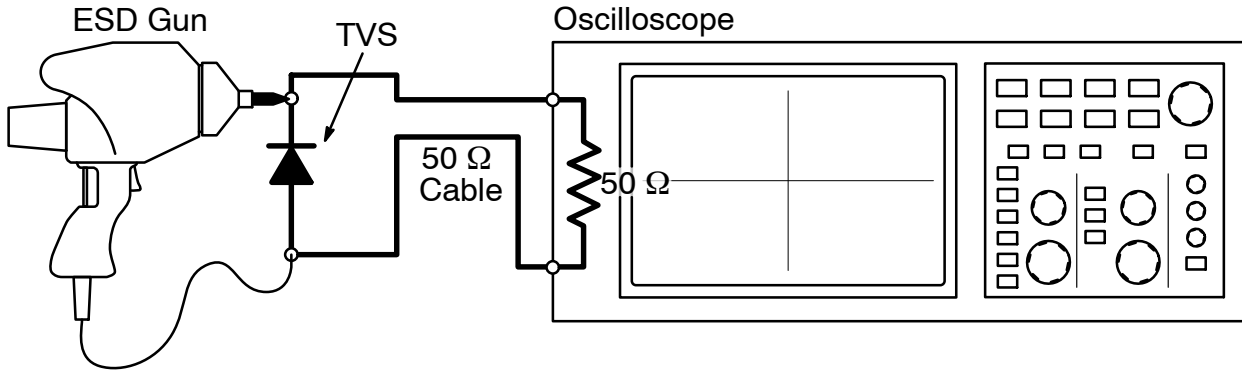 ESD Gun
TVS
Oscilloscope
50 Ω
Cable
50 Ω